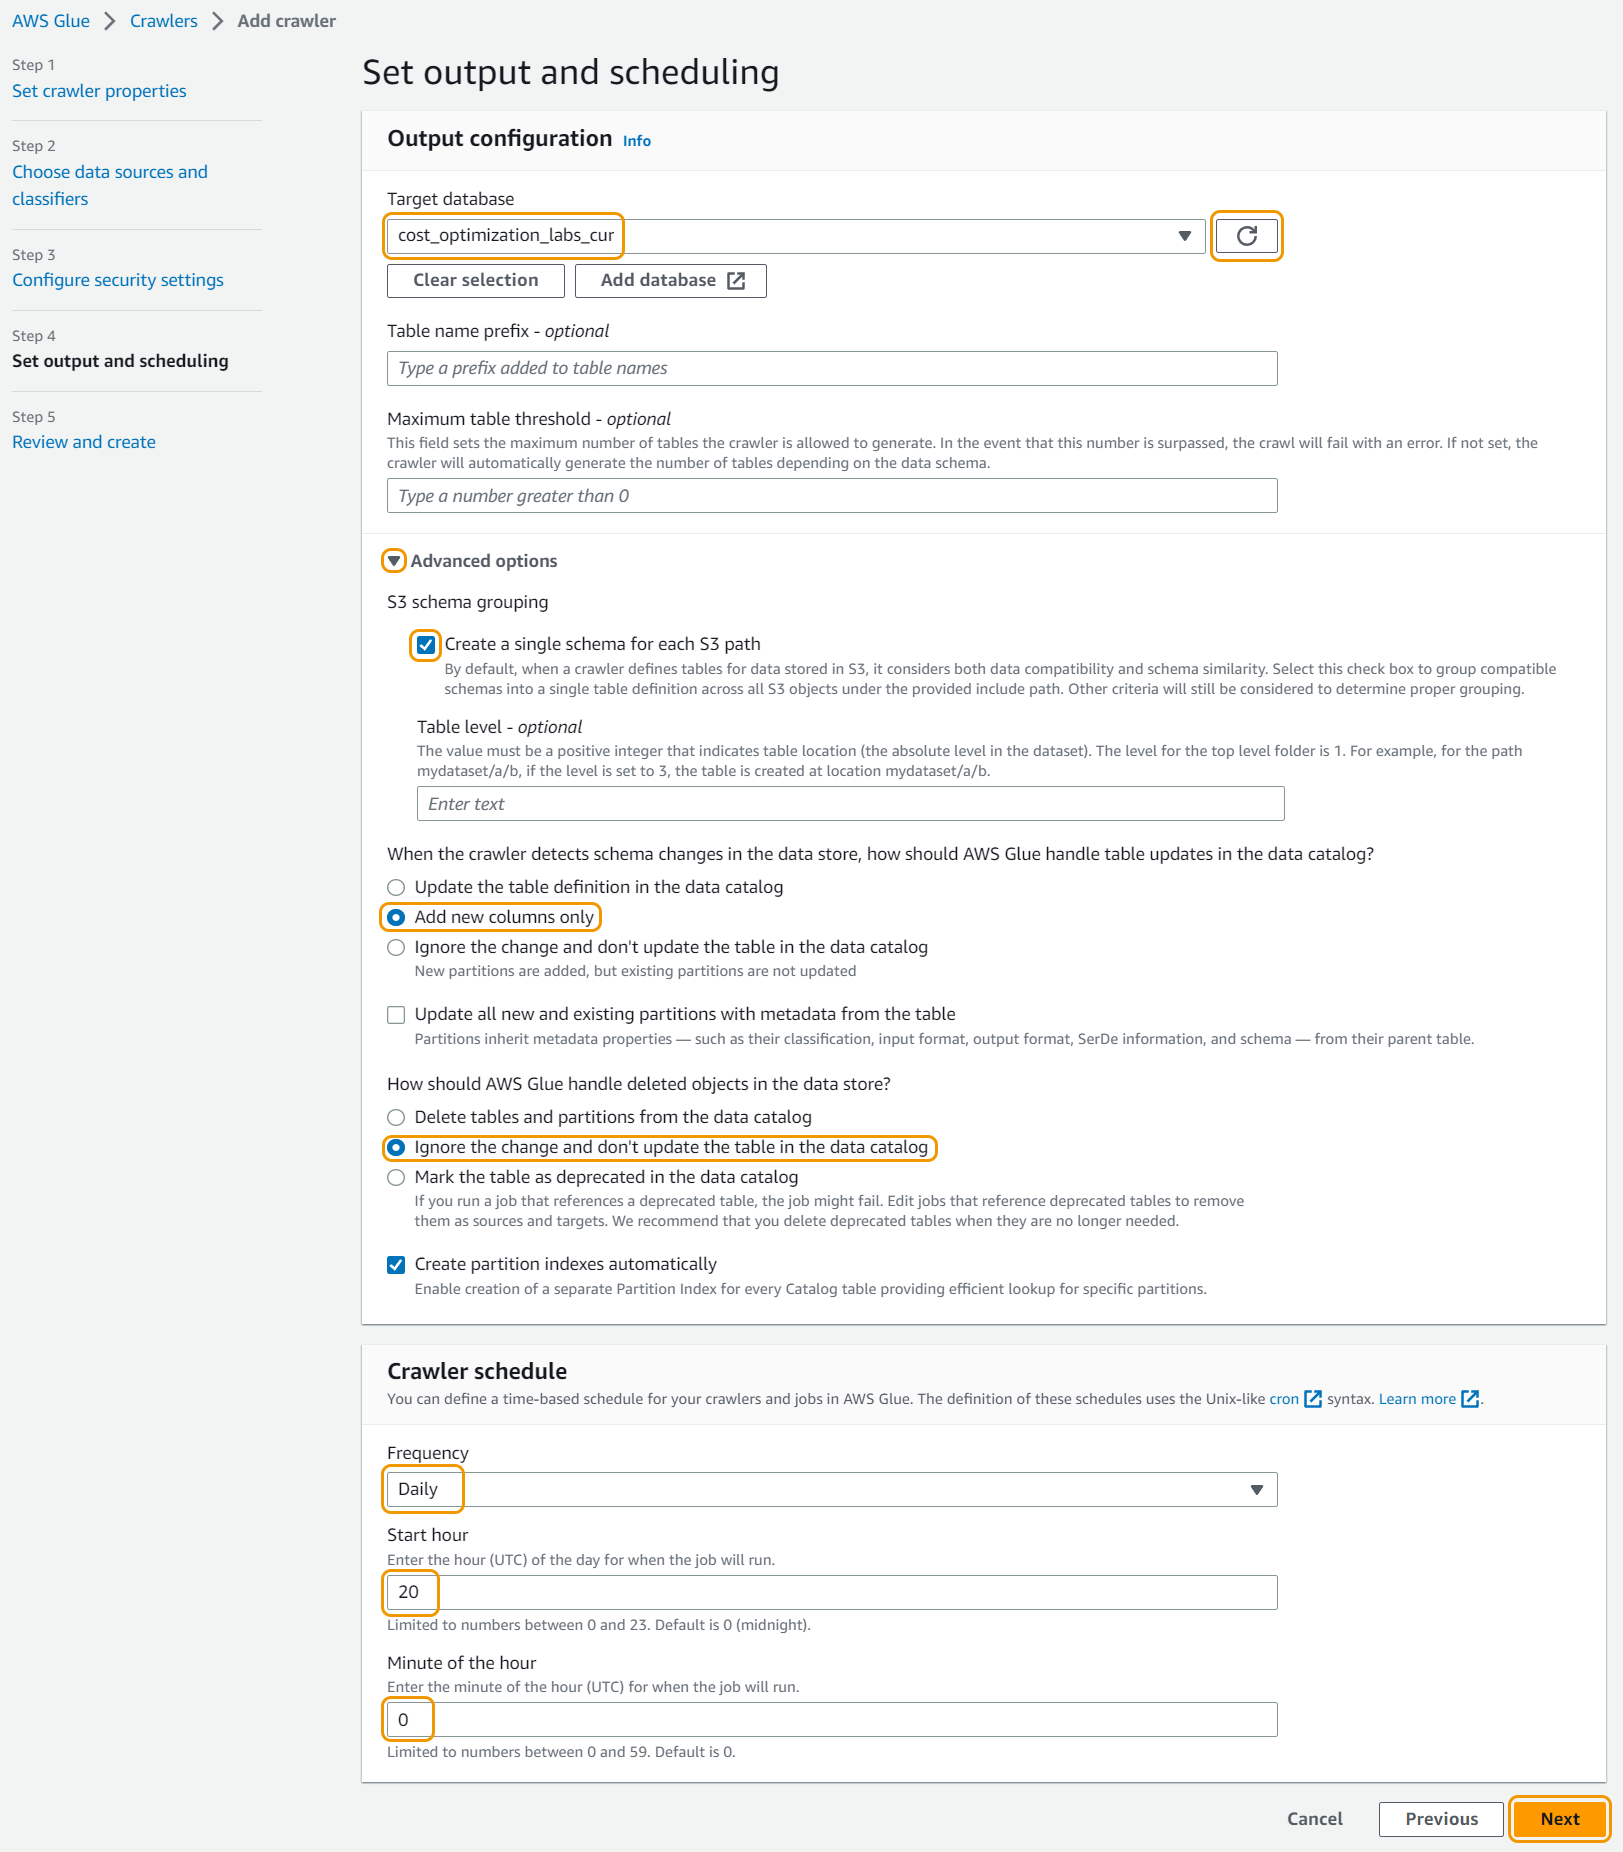 AWS Glue > Crawlers > Add crawler
Step 1
Set crawler properties
Step 2
Choose data sources and
classifiers
Step 3
Configure security settings
Step 4
Set output and scheduling
Step 5
Review and create
Set output and scheduling
Output configuration Info
Target database
cost_optimization_labs_cur
Clear selection
Add database
Table name prefix - optional
Type a prefix added to table names
Maximum table threshold - optional
This field sets the maximum number of tables the crawler is allowed to generate. In the event that this number is surpassed, the crawl will fail with an error. If not set, the
crawler will automatically generate the number of tables depending on the data schema.
Type a number greater than 0
Advanced options
S3 schema grouping
Create a single schema for each S3 path
By default, when a crawler defines tables for data stored in S3, it considers both data compatibility and schema similarity. Select this check box to group compatible
schemas into a single table definition across all S3 objects under the provided include path. Other criteria will still be considered to determine proper grouping.
Table level - optional
The value must be a positive integer that indicates table location (the absolute level in the dataset). The level for the top level folder is 1. For example, for the path
mydataset/a/b, if the level is set to 3, the table is created at location mydataset/a/b.
Enter text
When the crawler detects schema changes in the data store, how should AWS Glue handle table updates in the data catalog?
Update the table definition in the data catalog
Add new columns only
Ignore the change and don't update the table in the data catalog
New partitions are added, but existing partitions are not updated
Update all new and existing partitions with metadata from the table
Partitions inherit metadata properties — such as their classification, input format, output format, SerDe information, and schema — from their parent table.
How should AWS Glue handle deleted objects in the data store?
Delete tables and partitions from the data catalog
Ignore the change and don't update the table in the data catalog
Mark the table as deprecated in the data catalog
If you run a job that references a deprecated table, the job might fail. Edit jobs that reference deprecated tables to remove
them as sources and targets. We recommend that you delete deprecated tables when they are no longer needed.
Create partition indexes automatically
Enable creation of a separate Partition Index for every Catalog table providing efficient lookup for specific partitions.
Crawler schedule
You can define a time-based schedule for your crawlers and jobs in AWS Glue. The definition of these schedules uses the Unix-like cron syntax. Learn more.
Frequency
Daily
Start hour
Enter the hour (UTC) of the day for when the job will run.
20
Limited to numbers between 0 and 23. Default is 0 (midnight).
Minute of the hour
Enter the minute of the hour (UTC) for when the job will run.
0
Limited to numbers between 0 and 59. Default is 0.
Cancel
Previous
Next